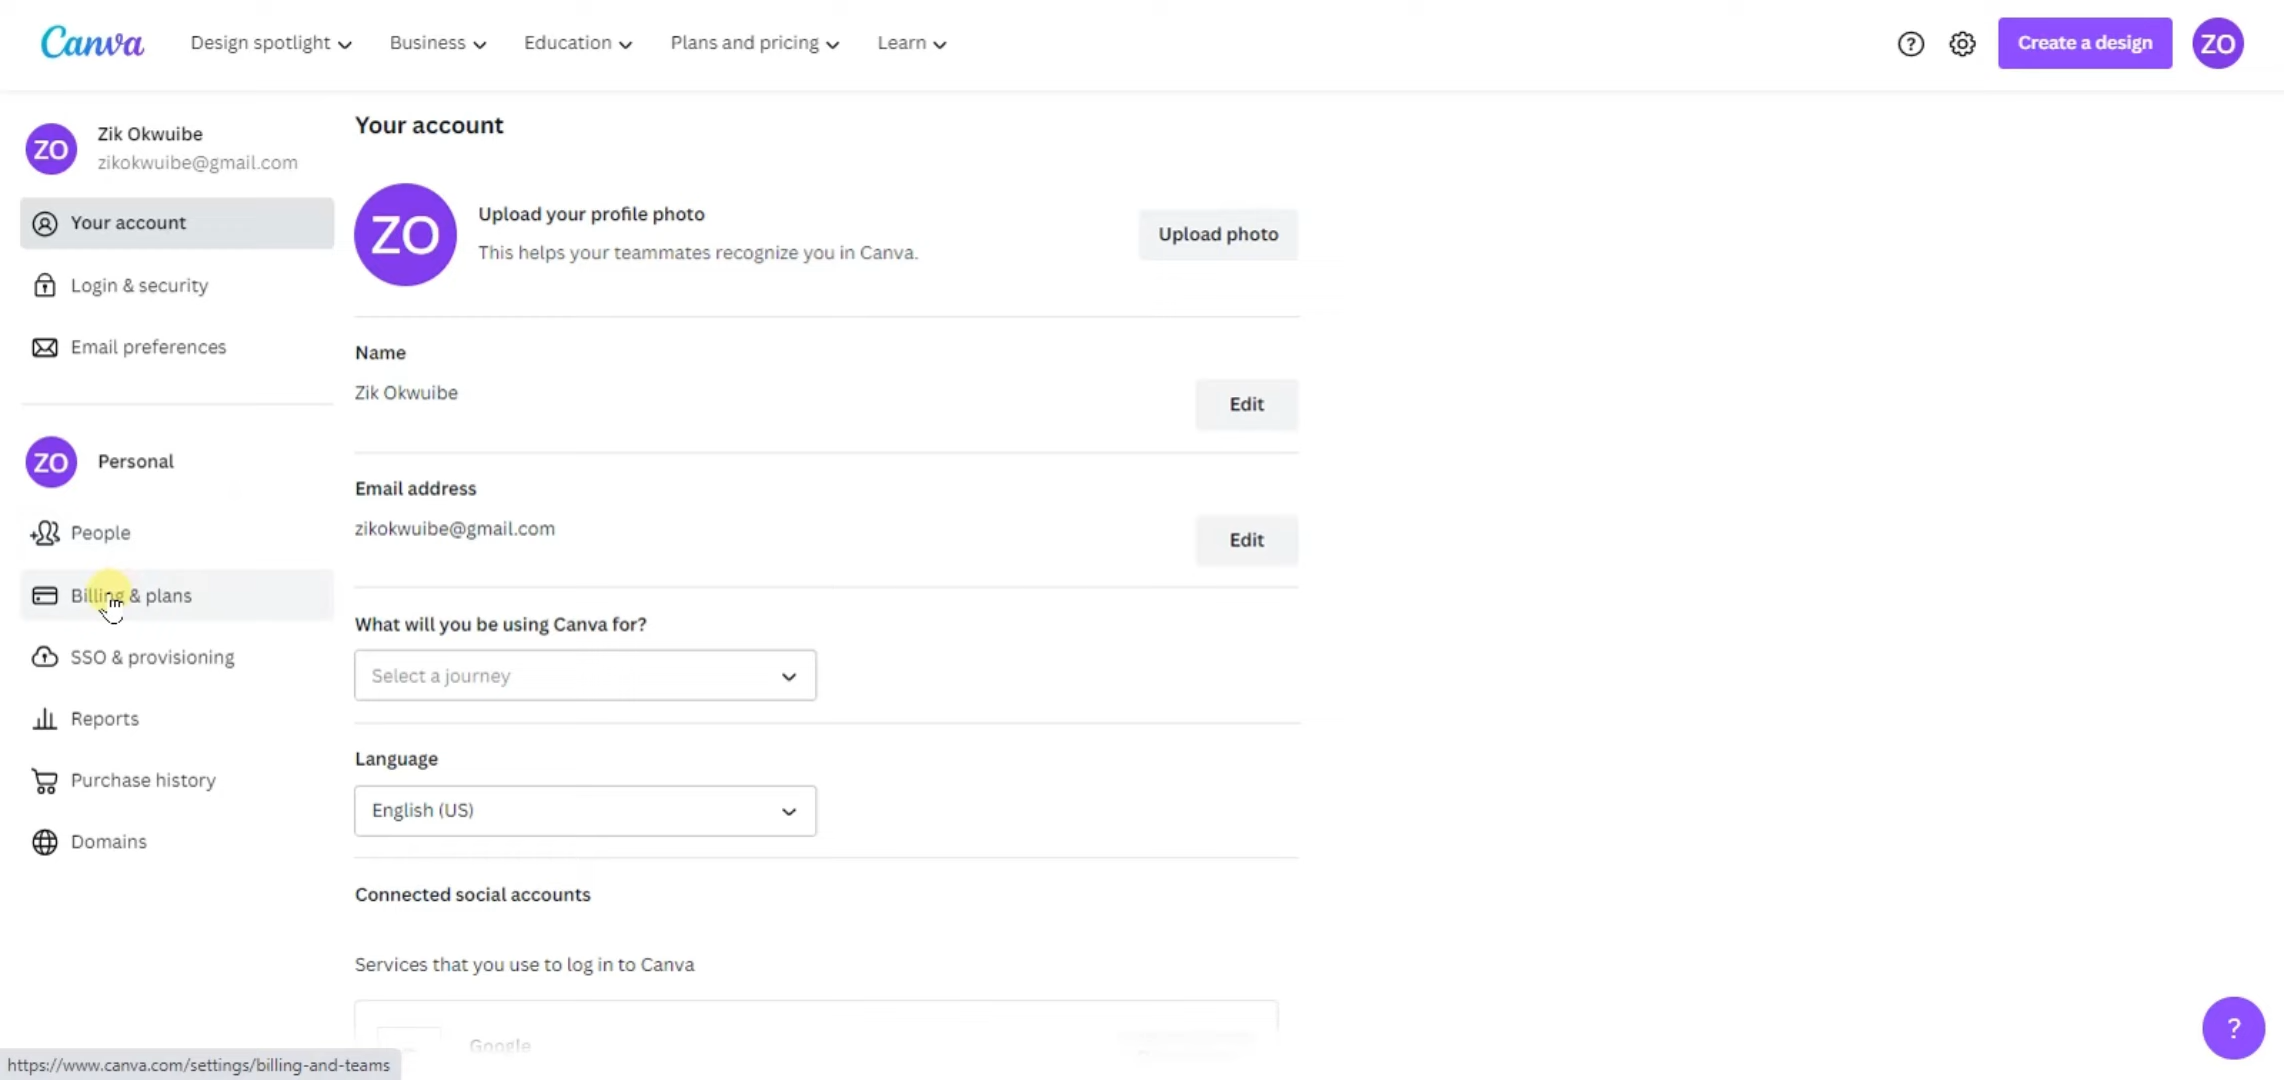 Canva
Design spotlight
Business
Education
Plans and pricing
Learn
?
Create a design
ZO
ZO
Zik Okwuibe
zikokwuibe@gmail.com
Your account
Login & security
Email preferences
ZO
Personal
People
Billing & plans
SSO & provisioning
Reports
Purchase history
Domains
Your account
ZO
Upload your profile photo
This helps your teammates recognize you in Canva.
Upload photo
Name
Zik Okwuibe
Edit
Email address
zikokwuibe@gmail.com
Edit
What will you be using Canva for?
Select a journey
Language
English (US)
Connected social accounts
Services that you use to log in to Canva
Google
?
https://www.canva.com/settings/billing-and-teams